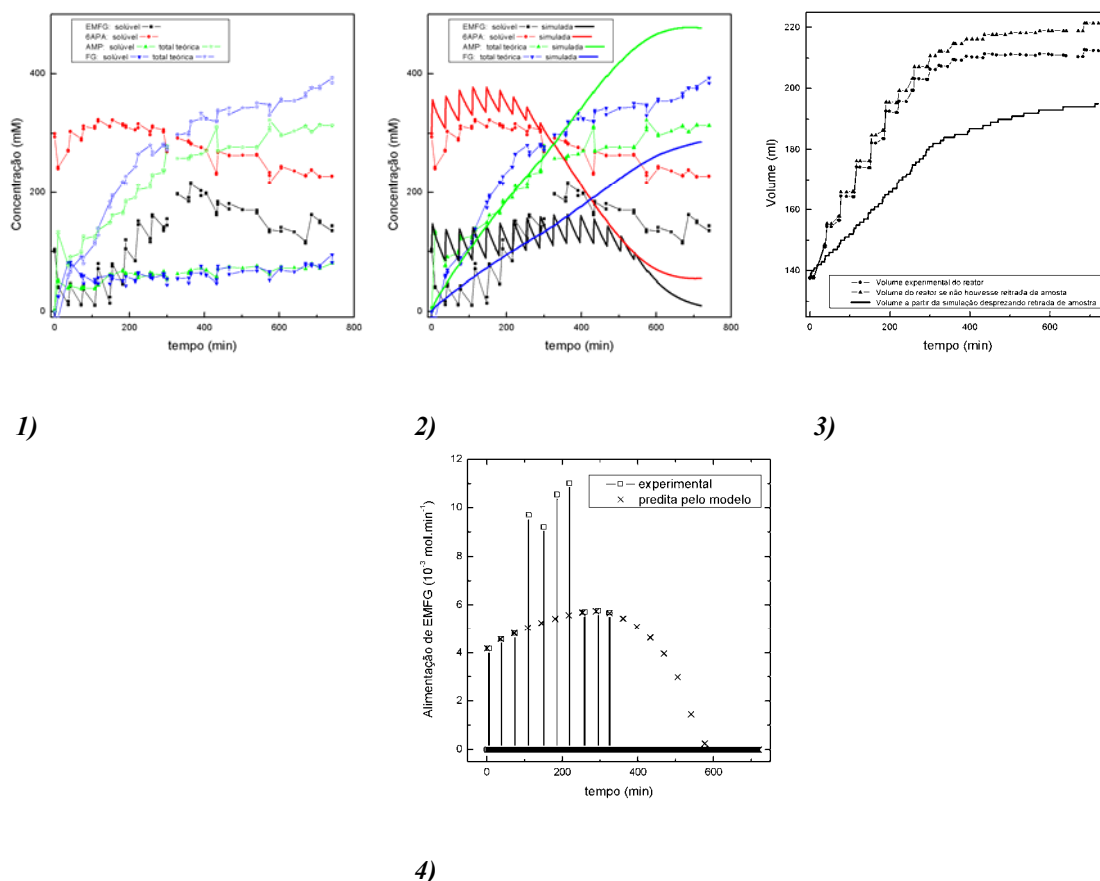 EMFG: solúvel
6APA: solúvel
AMP: solúvel total teórica
FG: solúvel total teórica
Concentração (mM)
400
200
0
0 200 400 600 800
tempo (min)
1)
EMFG: solúvel simulada
6APA: solúvel simulada
AMP: total teórica simulada
FG: total teórica simulada
Concentração (mM)
400
200
0
0 200 400 600 800
tempo (min)
2)
Volume (ml)
220
200
180
160
140
Volume experimental do reator
Volume do reator se não houvesse retirada de amosta
Volume a partir da simulação desprezando retirada de amostra
0 200 400 600
tempo (min)
3)
Alimentação de EMFG (10⁻³ mol.min⁻¹)
12
10
8
6
4
2
0
experimental
predita pelo modelo
0 200 400 600
tempo (min)
4)